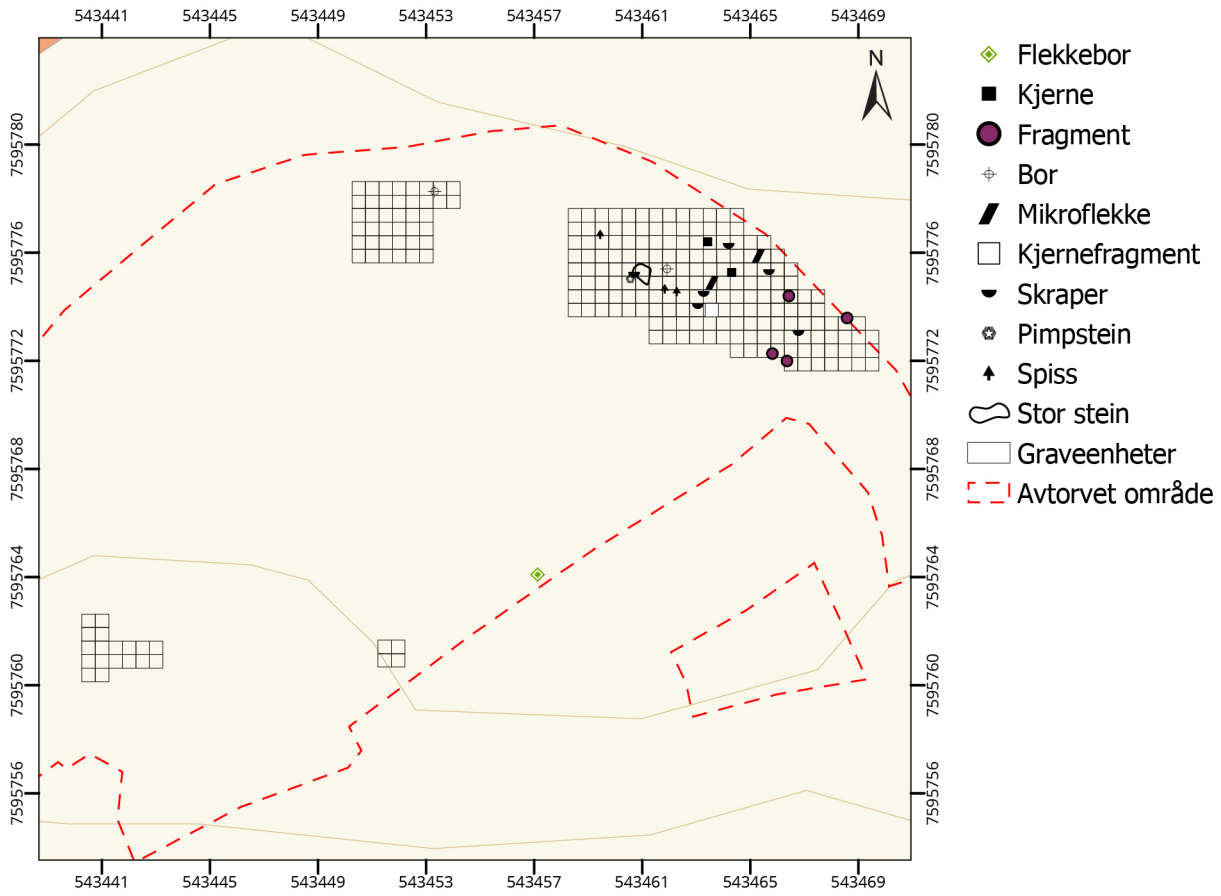 543441 543445 543449 543453 543457 543461 543465 543469
N
7595780 7595780
7595776 7595776
7595772 7595772
7595768 7595768
7595764 7595764
7595760 7595760
7595756 7595756
543441 543445 543449 543453 543457 543461 543465 543469
Flekkebor
Kjerne
Fragment
Bor
Mikroflekke
Kjernefragment
Skraper
Pimpstein
Spiss
Stor stein
Graveenheter
Avtorvet område